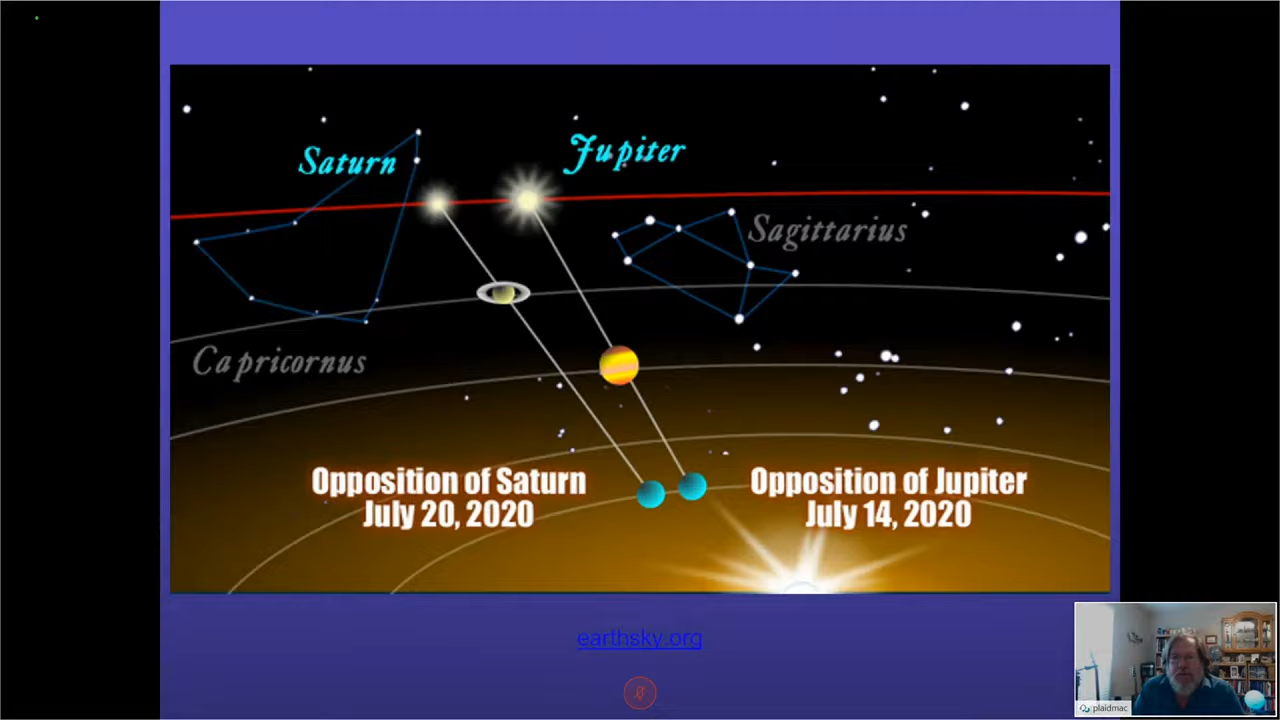 Saturn
Jupiter
Sagittarius
Capricornus
Opposition of Saturn
July 20, 2020
Opposition of Jupiter
July 14, 2020
earthsky.org
plaidmac